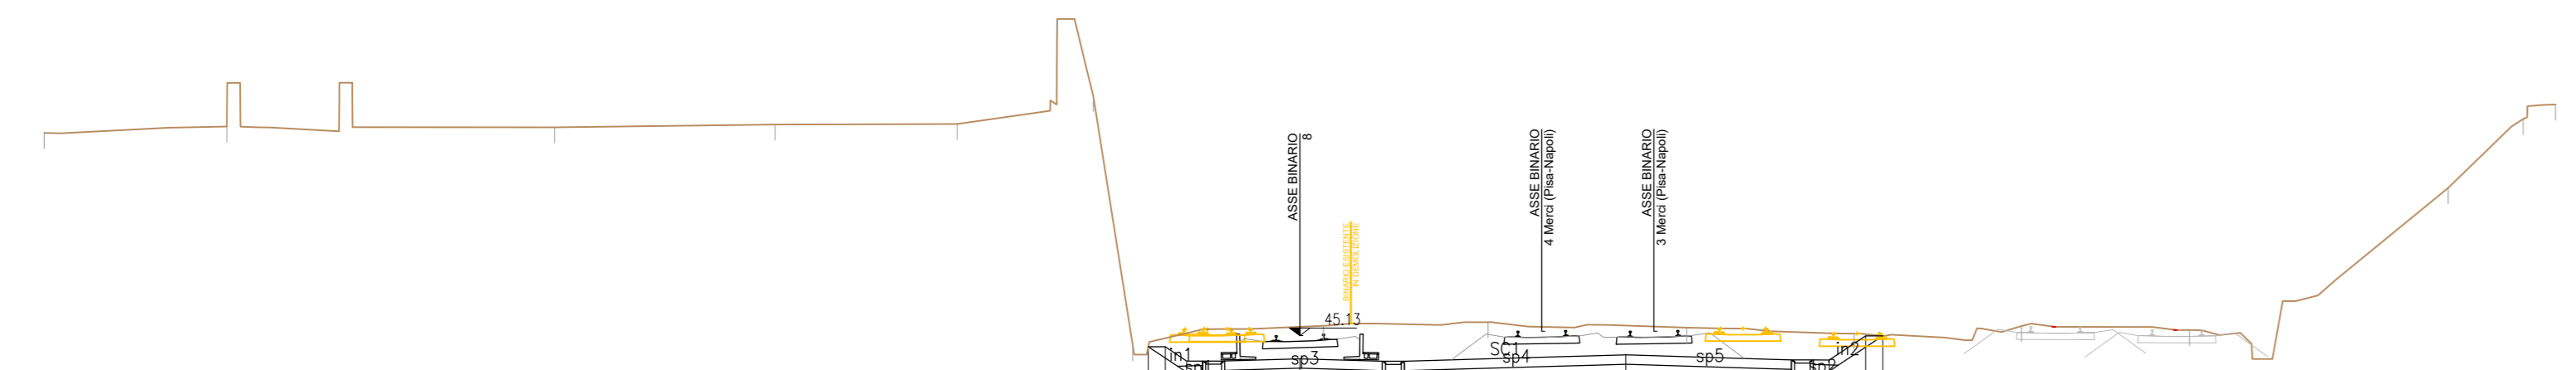 ASSE BINARIO
8
BINARIO ESISTENTE
IN DEMOLIZIONE
ASSE BINARIO
4 Merci (Pisa-Napoli)
ASSE BINARIO
3 Merci (Pisa-Napoli)
45.13
in1
sp3
SC1
sp4
sp5
in2